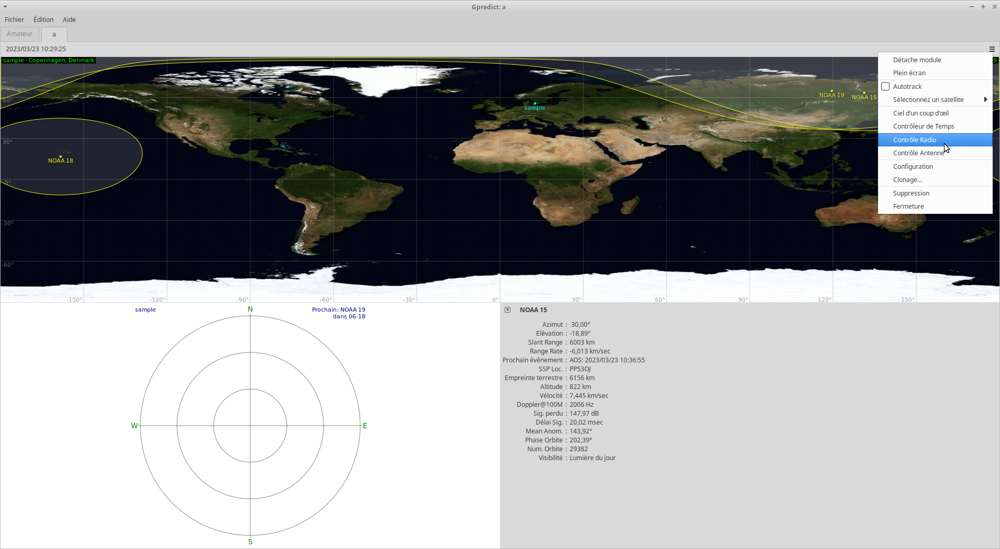 Gpredict: a
Fichier Édition Aide
Amateur a
2023/03/23 10:29:25
sample · Copenhagen, Denmark
9
Détache module
Plein écran
Autotrack
Sélectionnez un satellite
Ciel d'un coup d'œil
Contrôleur de Temps
Contrôle Radio
Contrôle Antenne
Configuration
Clonage...
Suppression
Fermeture
60°
30°
0°
-30°
-60°
NOAA 19
NOAA 15
sample
NOAA 18
-150° -120° -90° -60° -30° 0° 30° 60° 90° 120° 150°
sample
Prochain: NOAA 19
dans 06:18
N
W
E
S
NOAA 15
Azimut : 30,00°
Elévation : -18,89°
Slant Range : 6003 km
Range Rate : -6,013 km/sec
Prochain événement : AOS: 2023/03/23 10:36:55
SSP Loc. : PP53OJ
Empreinte terrestre : 6156 km
Altitude : 822 km
Vélocité : 7,445 km/sec
Doppler@100M : 2006 Hz
Sig. perdu : 147,97 dB
Délai Sig. : 20,02 msec
Mean Anom. : 143,92°
Phase Orbite : 202,39°
Num. Orbite : 29382
Visibilité : Lumière du jour